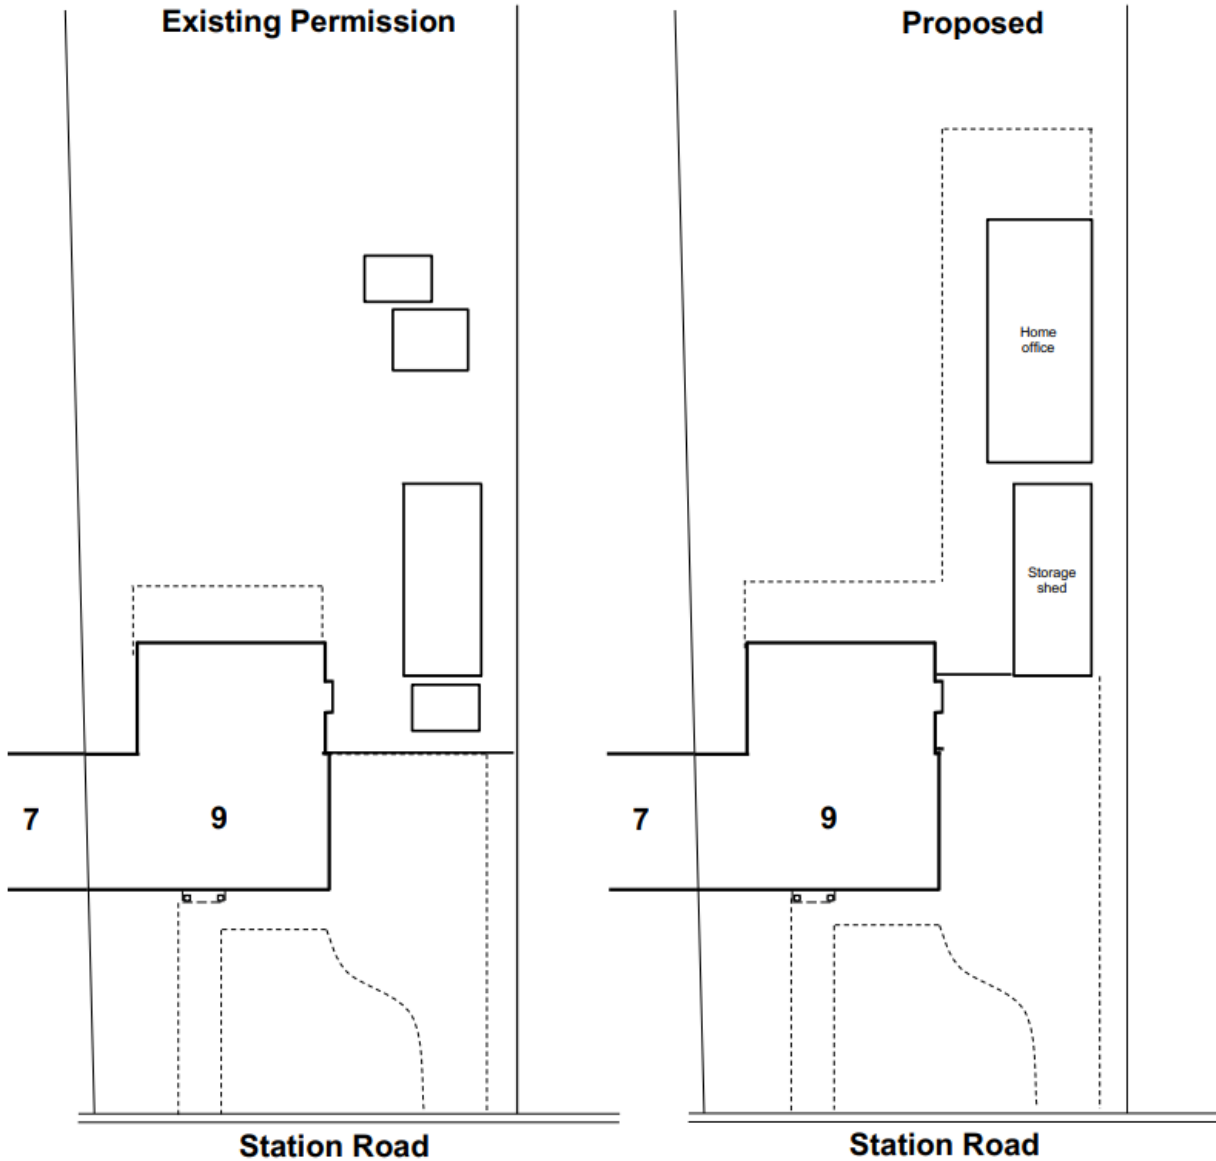 Existing Permission
Proposed
Home
office
Storage
shed
7
9
7
9
Station Road
Station Road